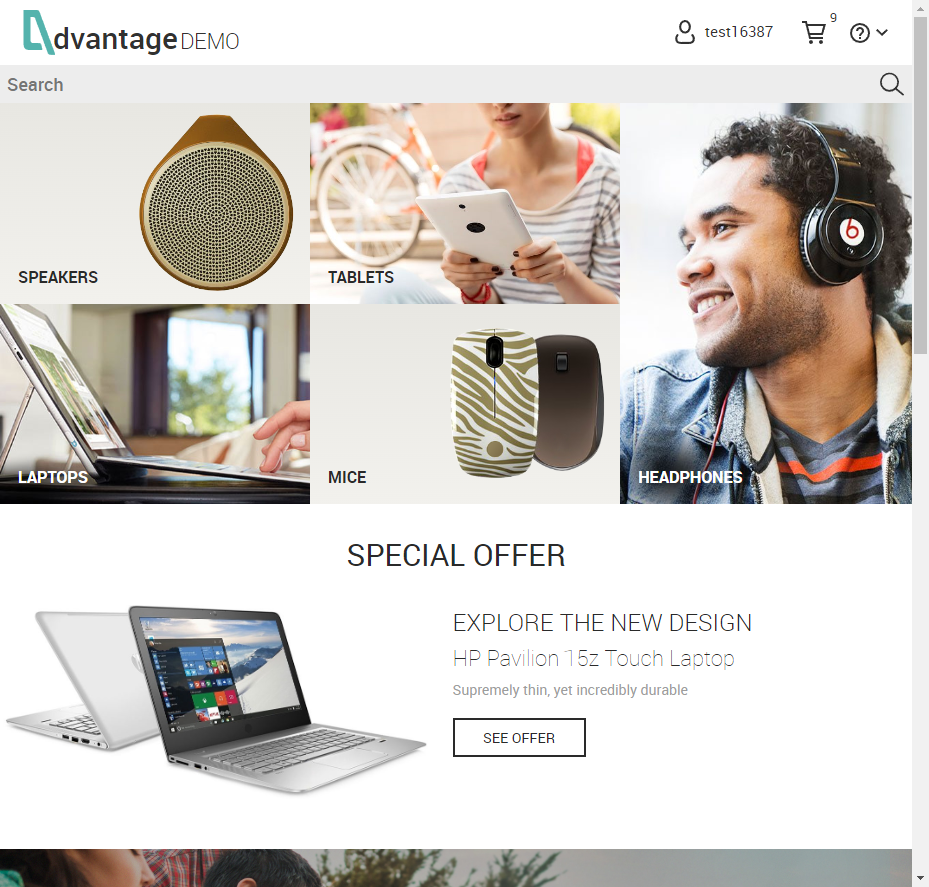 dvantage DEMO
test16387
9
Search
SPEAKERS
TABLETS
LAPTOPS
MICE
HEADPHONES
SPECIAL OFFER
EXPLORE THE NEW DESIGN
HP Pavilion 15z Touch Laptop
Supremely thin, yet incredibly durable
SEE OFFER